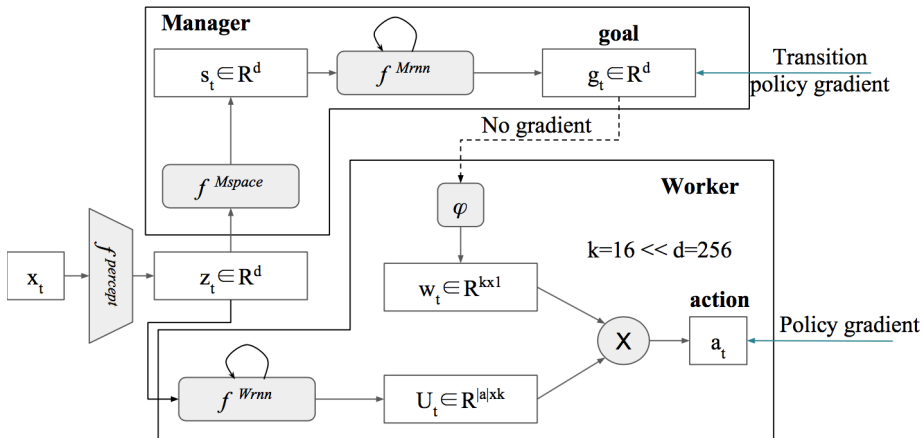 Manager
goal
s_t ∈ R^d
f^Mrnn
g_t ∈ R^d
Transition
policy gradient
No gradient
f^Mspace
Worker
φ
k=16 << d=256
x_t
f^percept
z_t ∈ R^d
w_t ∈ R^kx1
action
X
a_t
Policy gradient
f^Wrnn
U_t ∈ R^|a|xk